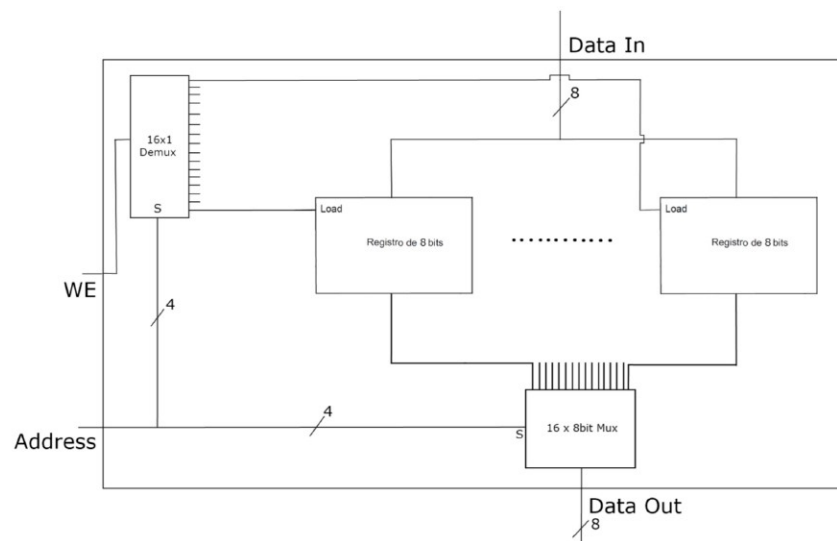 Data In
8
16x1
Demux
S
Load
Registro de 8 bits
Load
Registro de 8 bits
WE
4
4
Address
S
16 x 8bit Mux
Data Out
8